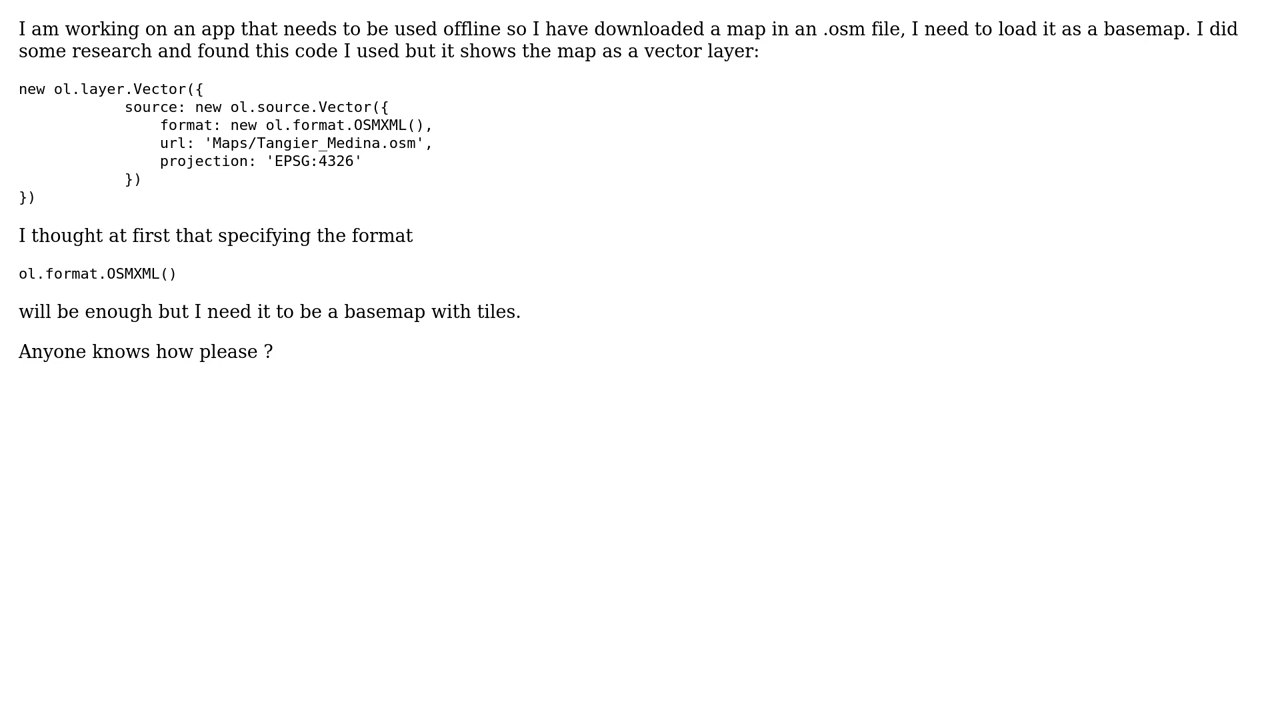 I am working on an app that needs to be used offline so I have downloaded a map in an .osm file, I need to load it as a basemap. I did
some research and found this code I used but it shows the map as a vector layer:
new ol.layer.Vector({
            source: new ol.source.Vector({
                format: new ol.format.OSMXML(),
                url: 'Maps/Tangier_Medina.osm',
                projection: 'EPSG:4326'
            })
})
I thought at first that specifying the format
ol.format.OSMXML()
will be enough but I need it to be a basemap with tiles.
Anyone knows how please ?